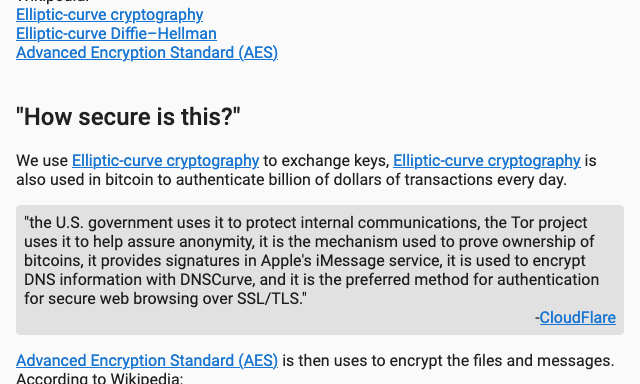 Wikipedia:
Elliptic-curve cryptography
Elliptic-curve Diffie–Hellman
Advanced Encryption Standard (AES)
"How secure is this?"
We use Elliptic-curve cryptography to exchange keys, Elliptic-curve cryptography is
also used in bitcoin to authenticate billion of dollars of transactions every day.
"the U.S. government uses it to protect internal communications, the Tor project
uses it to help assure anonymity, it is the mechanism used to prove ownership of
bitcoins, it provides signatures in Apple's iMessage service, it is used to encrypt
DNS information with DNSCurve, and it is the preferred method for authentication
for secure web browsing over SSL/TLS."
-CloudFlare
Advanced Encryption Standard (AES) is then uses to encrypt the files and messages.
According to Wikipedia: